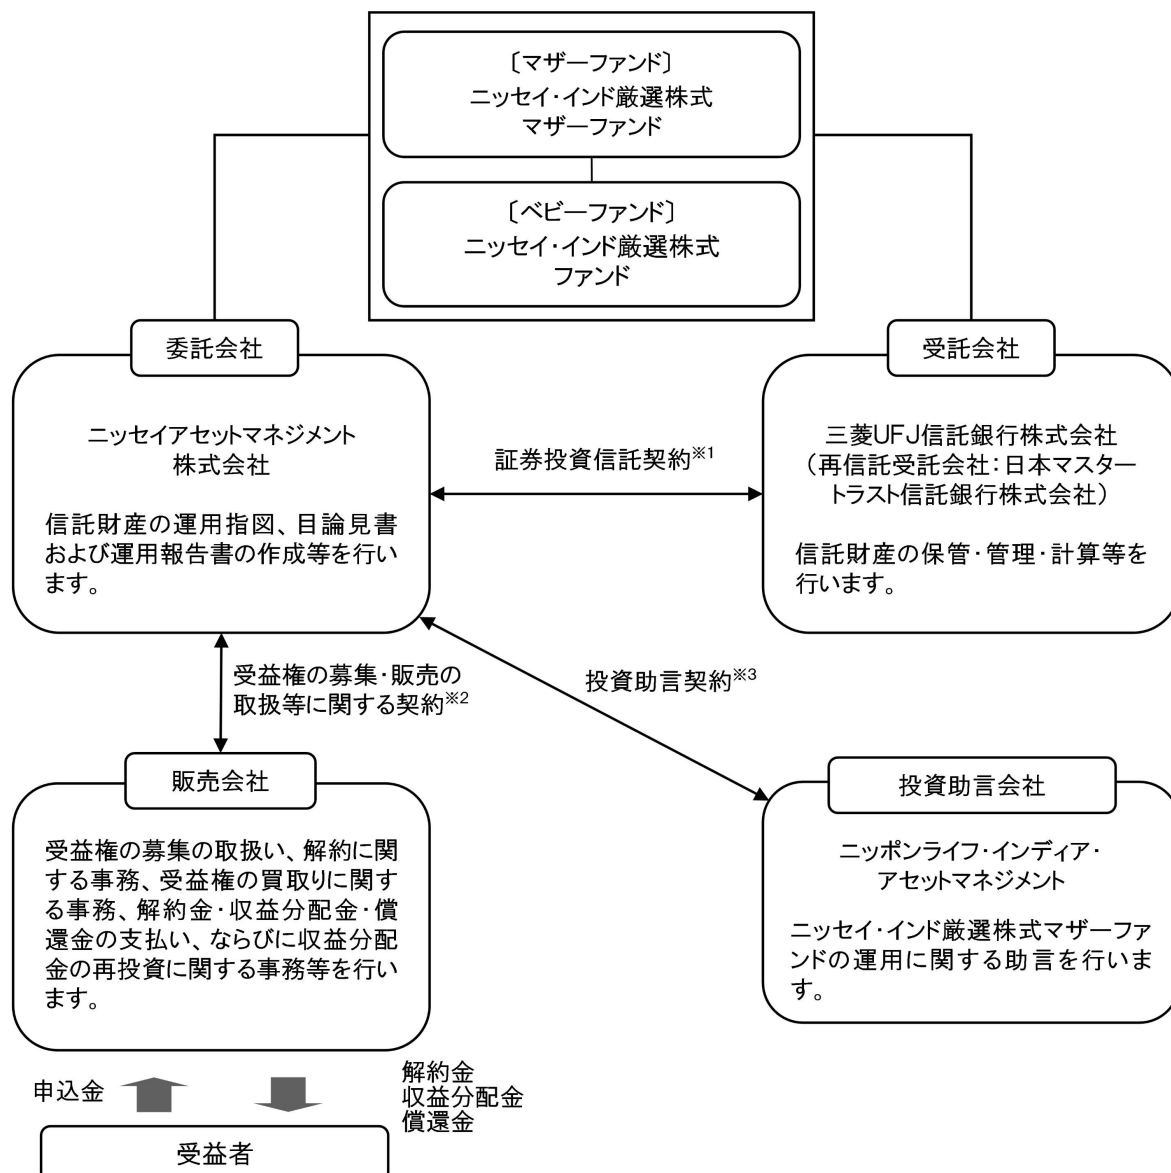 〔マザーファンド〕
ニッセイ・インド厳選株式
マザーファンド
〔ベビーファンド〕
ニッセイ・インド厳選株式
ファンド
委託会社
ニッセイアセットマネジメント
株式会社
信託財産の運用指図、目論見書
および運用報告書の作成等を行い
ます。
証券投資信託契約※1
受託会社
三菱UFJ信託銀行株式会社
（再信託受託会社：日本マスター
トラスト信託銀行株式会社）
信託財産の保管・管理・計算等を
行います。
受益権の募集・販売の
取扱等に関する契約※2
投資助言契約※3
販売会社
受益権の募集の取扱い、解約に関
する事務、受益権の買取りに関す
る事務、解約金・収益分配金・償
還金の支払い、ならびに収益分配
金の再投資に関する事務等を行い
ます。
投資助言会社
ニッポンライフ・インディア・
アセットマネジメント
ニッセイ・インド厳選株式マザーファ
ンドの運用に関する助言を行いま
す。
申込金
解約金
収益分配金
償還金
受益者